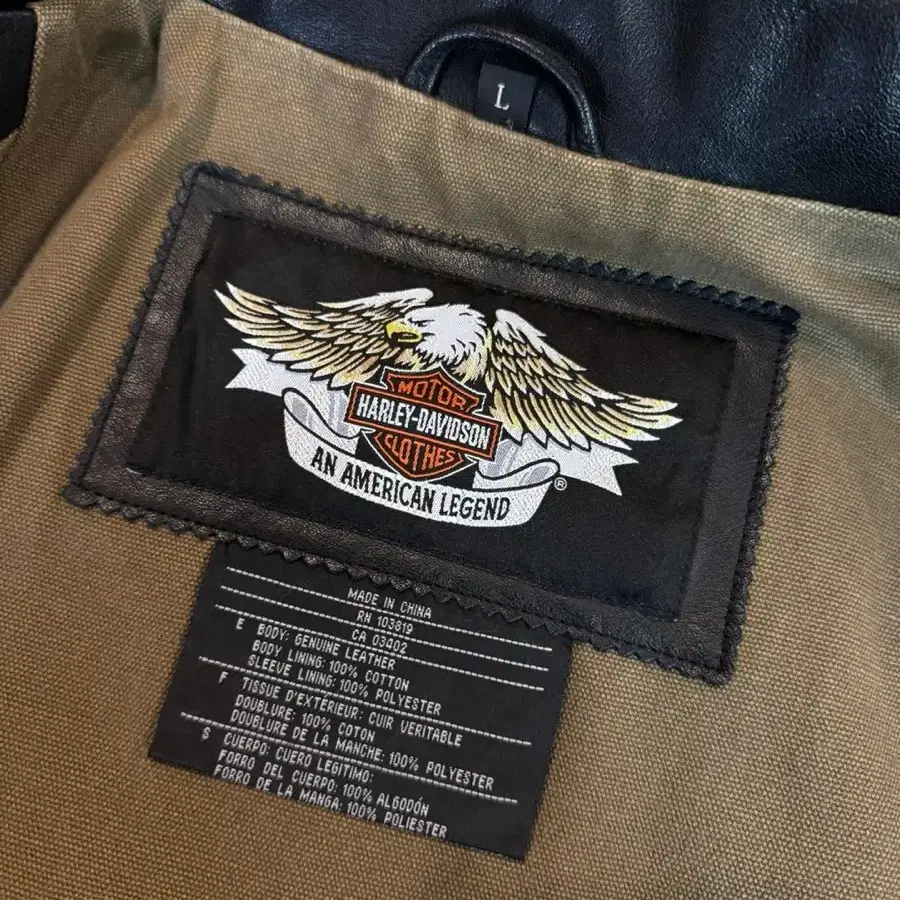 L
MOTOR
HARLEY-DAVIDSON
CLOTHES
AN AMERICAN LEGEND
®
MADE IN CHINA
RN 103819
CA 03402
E BODY: GENUINE LEATHER
BODY LINING: 100% COTTON
SLEEVE LINING: 100% POLYESTER
F TISSUE D'EXTÉRIEUR: CUIR VERITABLE
DOUBLURE: 100% COTON
DOUBLURE DE LA MANCHE: 100% POLYESTER
S CUERPO: CUERO LEGITIMO:
FORRO DEL CUERPO: 100% ALGODÓN
FORRO DE LA MANGA: 100% POLIESTER